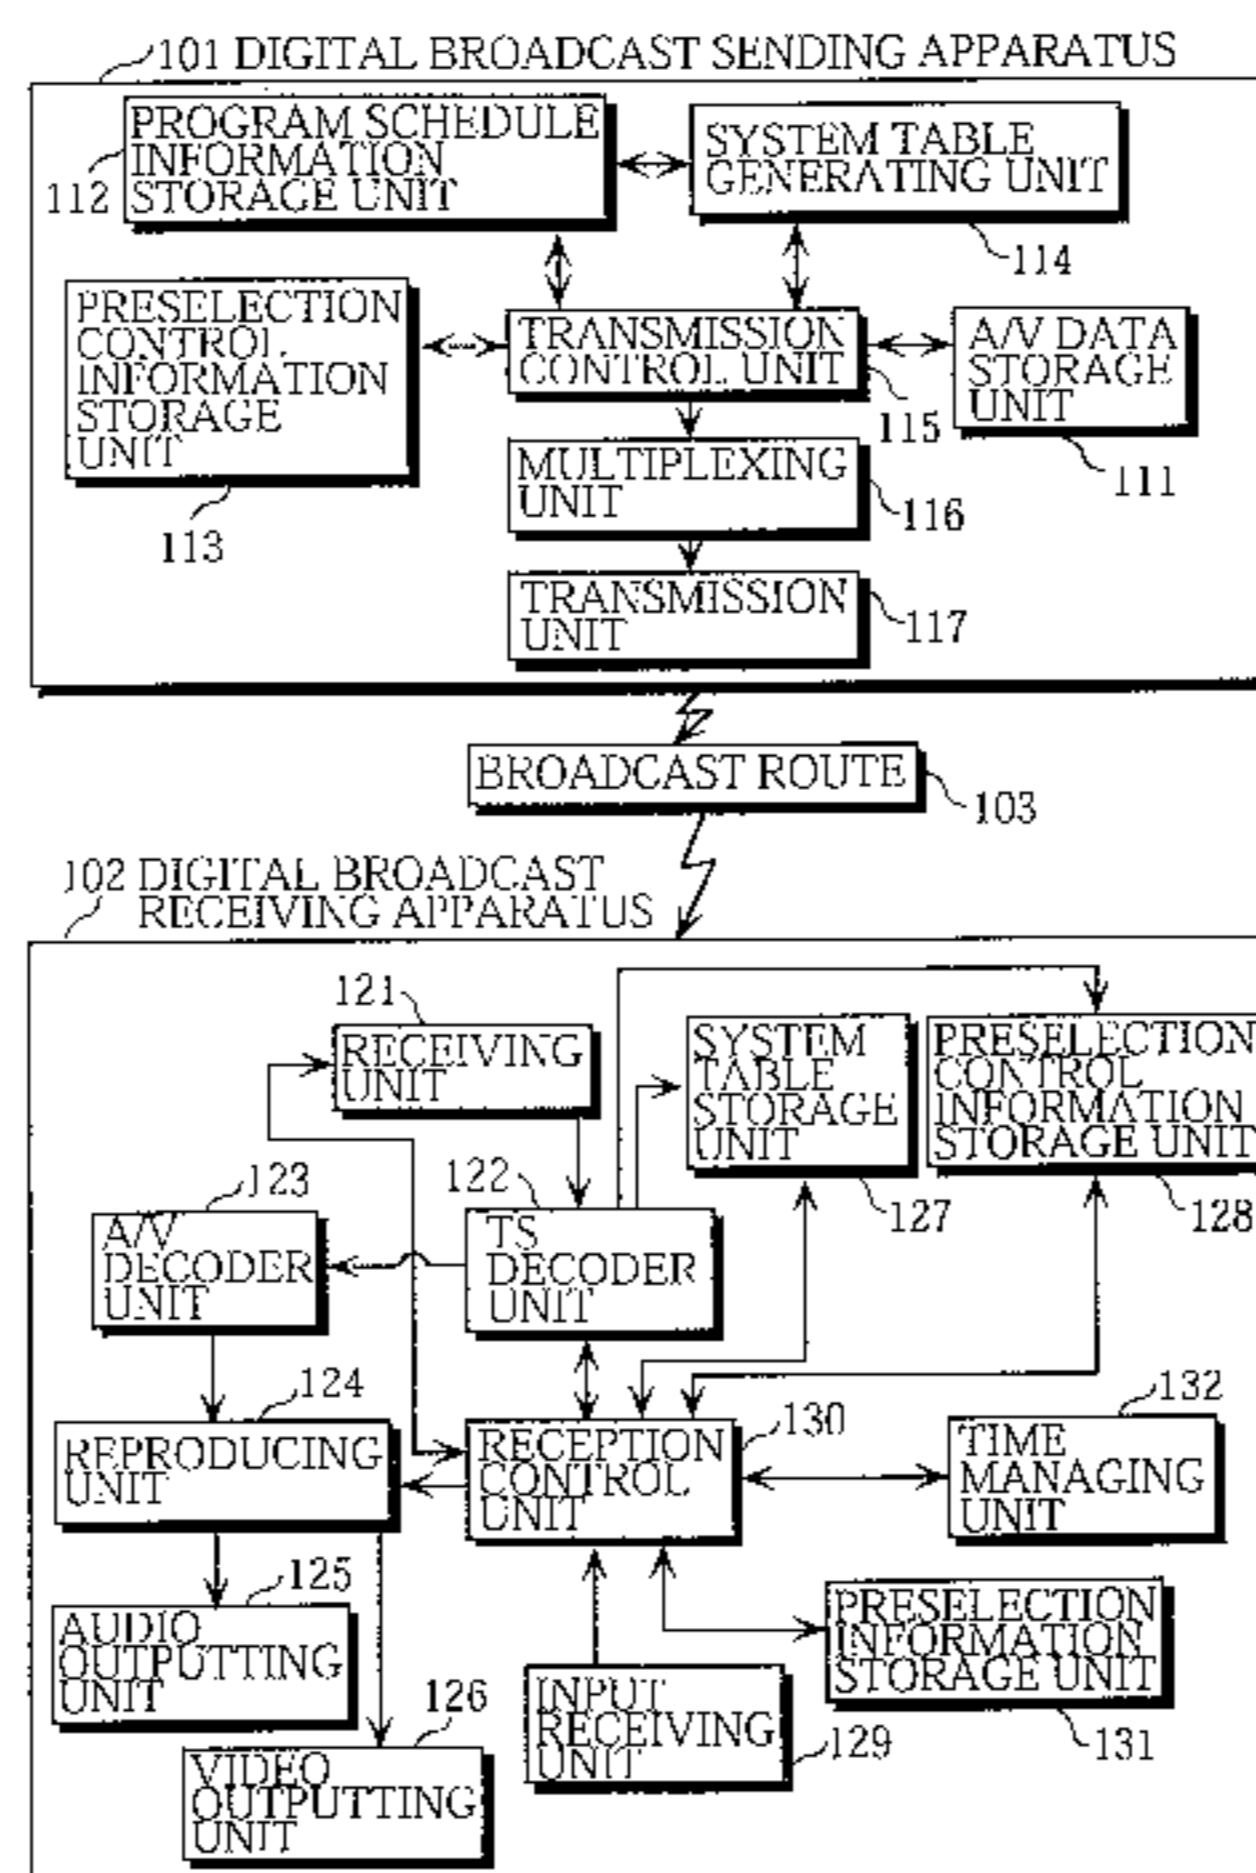 101 DIGITAL BROADCAST SENDING APPARATUS
PROGRAM SCHEDULE
INFORMATION
STORAGE UNIT
112
SYSTEM TABLE
GENERATING UNIT
114
PRESELECTION
CONTROL
INFORMATION
STORAGE
UNIT
113
TRANSMISSION
CONTROL UNIT
115
A/V DATA
STORAGE
UNIT
111
MULTIPLEXING
UNIT
116
TRANSMISSION
UNIT
117
BROADCAST ROUTE
103
102 DIGITAL BROADCAST
RECEIVING APPARATUS
121
RECEIVING
UNIT
SYSTEM
TABLE
STORAGE
UNIT
127
PRESELECTION
CONTROL
INFORMATION
STORAGE UNIT
128
123
A/V
DECODER
UNIT
122
TS
DECODER
UNIT
124
REPRODUCING
UNIT
RECEPTION
CONTROL
UNIT
130
132
TIME
MANAGING
UNIT
125
AUDIO
OUTPUTTING
UNIT
126
VIDEO
OUTPUTTING
UNIT
INPUT
RECEIVING
UNIT
129
PRESELECTION
INFORMATION
STORAGE UNIT
131